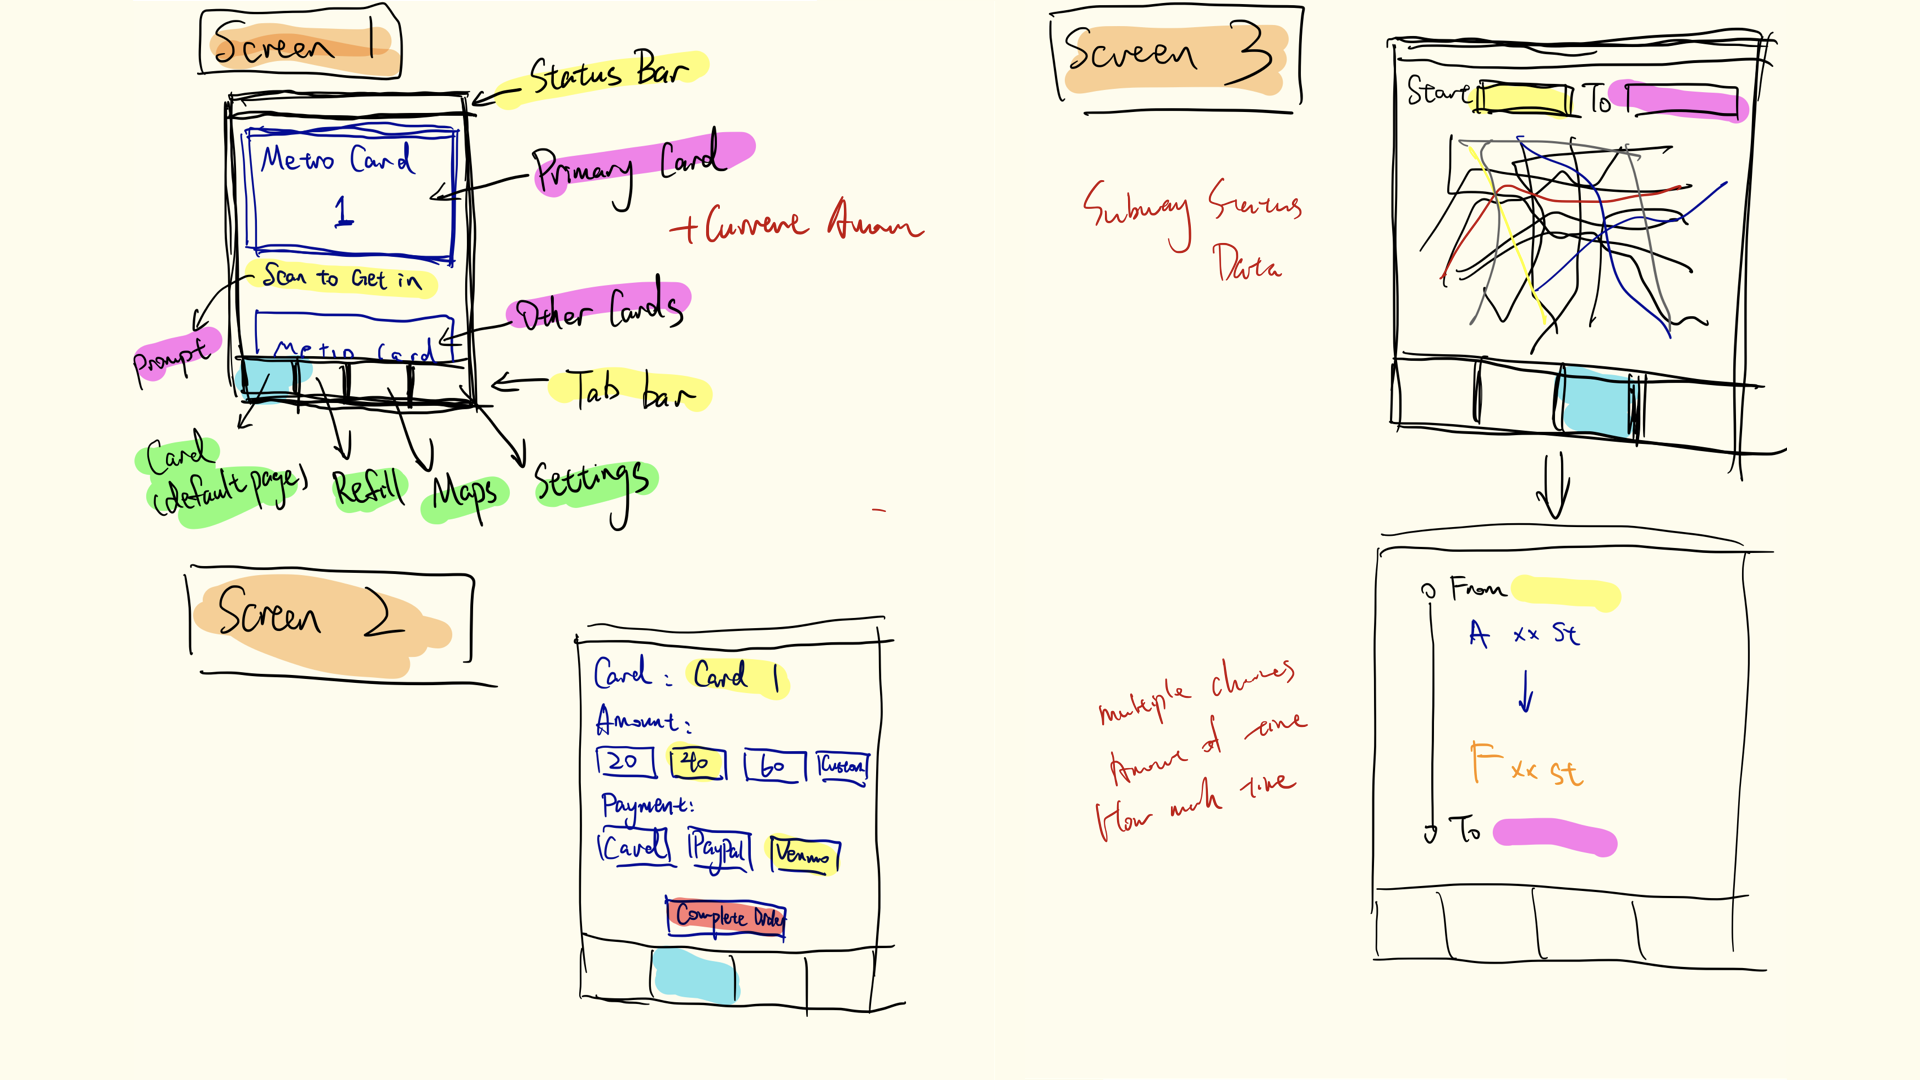 Screen 1
Status Bar
Metro Card
1
Primary Card
+ Current Amoun
Scan to Get in
Other Cards
Prompt
Metro Card
Tab bar
Card
(default page)
Refill
Maps
Settings
Screen 2
Card : Card 1
Amount:
20 40 60 Custom
Payment:
Card PayPal Venmo
Complete Order
Screen 3
Start To
Subway Status
Data
From
A xx St
F xx St
To
multiple choices
Amount of time
How much time